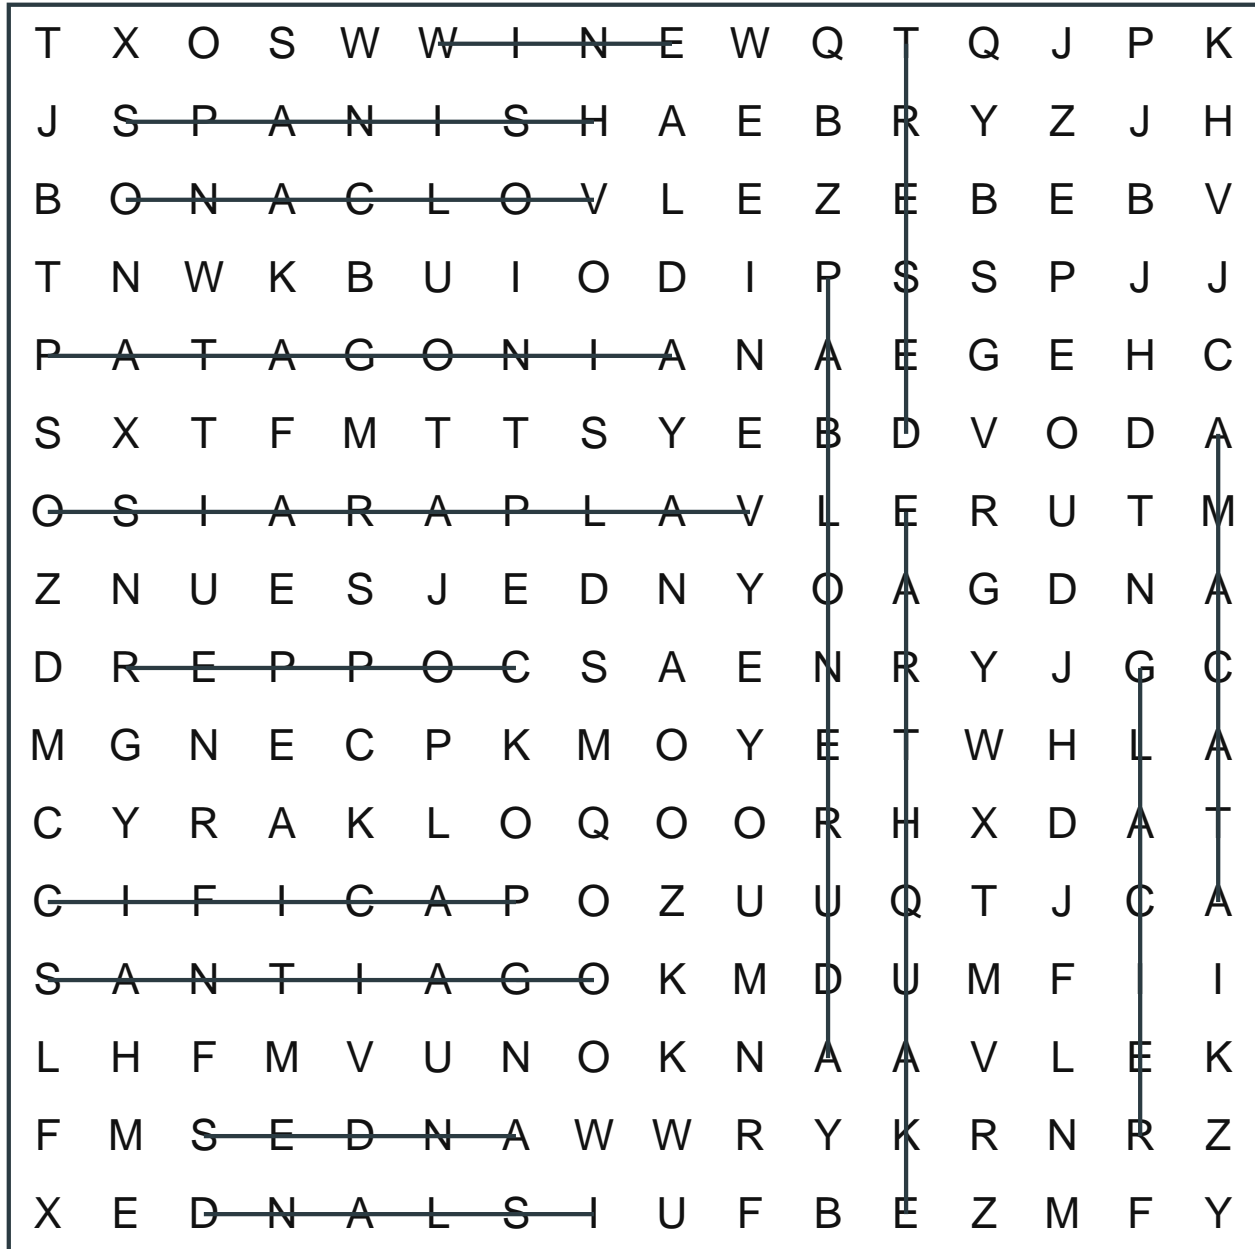 T X O S W W I N E W Q T Q J P K
J S P A N I S H A E B R Y Z J H
B O N A C L O V L E Z E B E B V
T N W K B U I O D I P S S P J J
P A T A G O N I A N A E G E H C
S X T F M T T S Y E B D V O D A
O S I A R A P L A V L E R U T M
Z N U E S J E D N Y O A G D N A
D R E P P O C S A E N R Y J G C
M G N E C P K M O Y E T W H L A
C Y R A K L O Q O O R H X D A T
C I F I C A P O Z U U Q T J C A
S A N T I A G O K M D U M F I I
L H F M V U N O K N A A V L E K
F M S E D N A W W R Y K R N R Z
X E D N A L S I U F B E Z M F Y